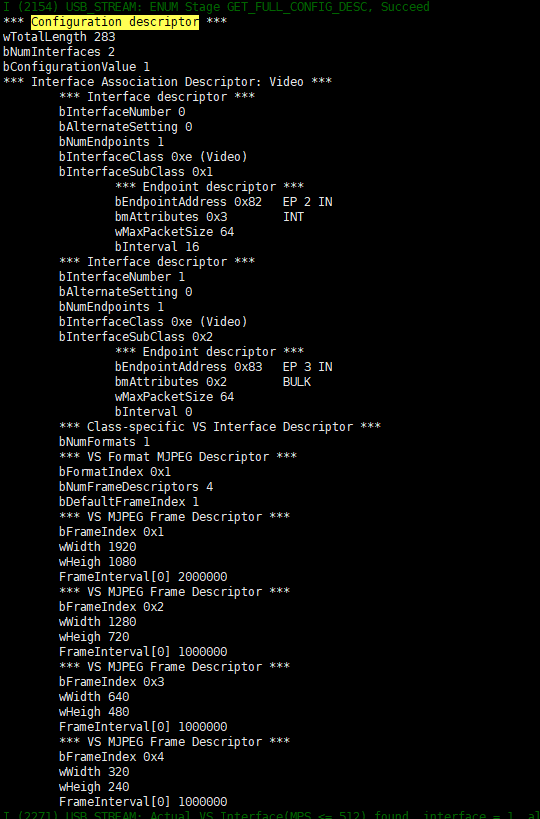 I (2154) USB_STREAM: ENUM Stage GET_FULL_CONFIG_DESC, Succeed
*** Configuration descriptor ***
wTotalLength 283
bNumInterfaces 2
bConfigurationValue 1
*** Interface Association Descriptor: Video ***
*** Interface descriptor ***
bInterfaceNumber 0
bAlternateSetting 0
bNumEndpoints 1
bInterfaceClass 0xe (Video)
bInterfaceSubClass 0x1
*** Endpoint descriptor ***
bEndpointAddress 0x82 EP 2 IN
bmAttributes 0x3 INT
wMaxPacketSize 64
bInterval 16
*** Interface descriptor ***
bInterfaceNumber 1
bAlternateSetting 0
bNumEndpoints 1
bInterfaceClass 0xe (Video)
bInterfaceSubClass 0x2
*** Endpoint descriptor ***
bEndpointAddress 0x83 EP 3 IN
bmAttributes 0x2 BULK
wMaxPacketSize 64
bInterval 0
*** Class-specific VS Interface Descriptor ***
bNumFormats 1
*** VS Format MJPEG Descriptor ***
bFormatIndex 0x1
bNumFrameDescriptors 4
bDefaultFrameIndex 1
*** VS MJPEG Frame Descriptor ***
bFrameIndex 0x1
wWidth 1920
wHeigh 1080
FrameInterval[0] 2000000
*** VS MJPEG Frame Descriptor ***
bFrameIndex 0x2
wWidth 1280
wHeigh 720
FrameInterval[0] 1000000
*** VS MJPEG Frame Descriptor ***
bFrameIndex 0x3
wWidth 640
wHeigh 480
FrameInterval[0] 1000000
*** VS MJPEG Frame Descriptor ***
bFrameIndex 0x4
wWidth 320
wHeigh 240
FrameInterval[0] 1000000
I (2271) USB_STREAM: Actual VS Interface(MPS <= 512) found, interface = 1, al